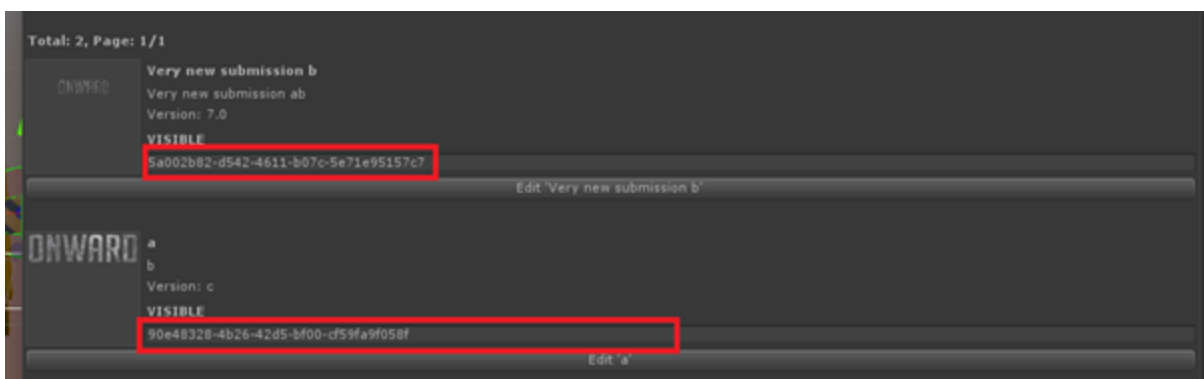 Total: 2, Page: 1/1
ONWARD
Very new submission b
Very new submission ab
Version: 7.0
VISIBLE
5a002b82-d542-4611-b07c-5e71e95157c7
Edit 'Very new submission b'
ONWARD
a
b
Version: c
VISIBLE
90e48328-4b26-42d5-bf00-cf59fa9f058f
Edit 'a'